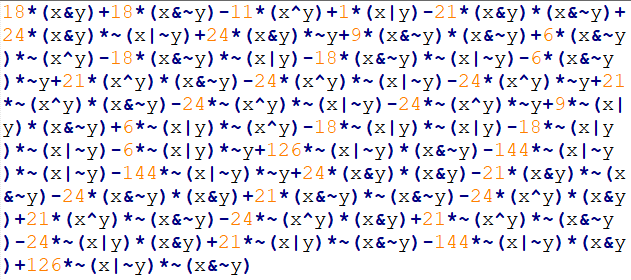 18*(x&y)+18*(x&~y)-11*(x^y)+1*(x|y)-21*(x&y)*(x&~y)+
24*(x&y)*~(x|~y)+24*(x&y)*~y+9*(x&~y)*(x&~y)+6*(x&~y
)*~(x^y)-18*(x&~y)*~(x|y)-18*(x&~y)*~(x|~y)-6*(x&~y
)*~y+21*(x^y)*(x&~y)-24*(x^y)*~(x|~y)-24*(x^y)*~y+21
*~(x^y)*(x&~y)-24*~(x^y)*~(x|~y)-24*~(x^y)*~y+9*~(x|
y)*(x&~y)+6*~(x|y)*~(x^y)-18*~(x|y)*~(x|y)-18*~(x|y
)*~(x|~y)-6*~(x|y)*~y+126*~(x|~y)*(x&~y)-144*~(x|~y
)*~(x|~y)-144*~(x|~y)*~y+24*(x&y)*(x&y)-21*(x&y)*~(x
&~y)-24*(x&~y)*(x&y)+21*(x&~y)*~(x&~y)-24*(x^y)*(x&y
)+21*(x^y)*~(x&~y)-24*~(x^y)*(x&y)+21*~(x^y)*~(x&~y
)-24*~(x|y)*(x&y)+21*~(x|y)*~(x&~y)-144*~(x|~y)*(x&y
)+126*~(x|~y)*~(x&~y)